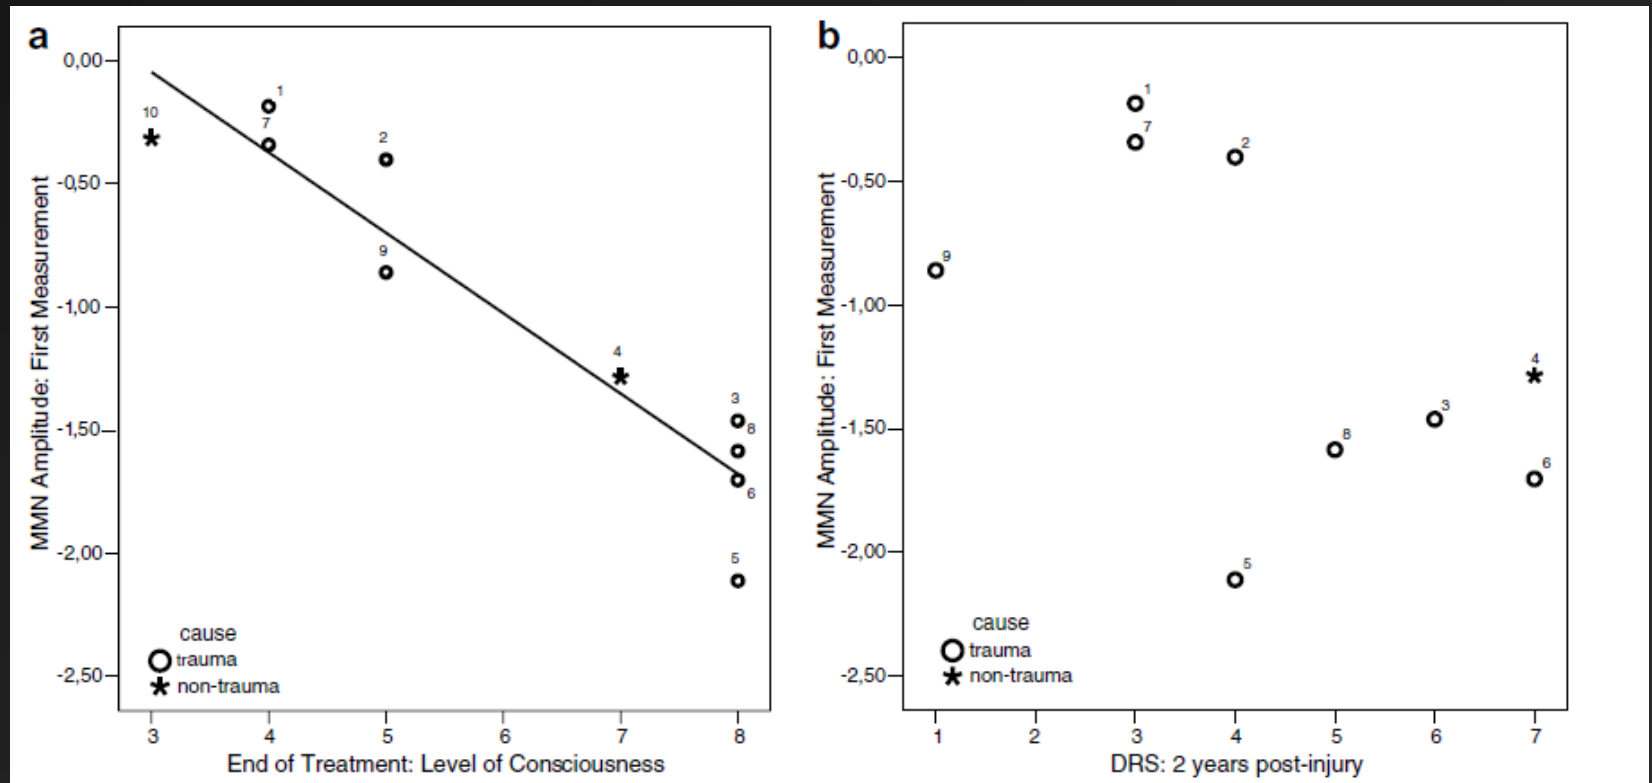 a
MMN Amplitude: First Measurement
0,00
-0,50
-1,00
-1,50
-2,00
-2,50
10
1
7
2
9
4
3
8
6
5
cause
trauma
non-trauma
3 4 5 6 7 8
End of Treatment: Level of Consciousness
b
MMN Amplitude: First Measurement
0,00
-0,50
-1,00
-1,50
-2,00
-2,50
1
7
2
9
4
3
8
6
5
cause
trauma
non-trauma
1 2 3 4 5 6 7
DRS: 2 years post-injury